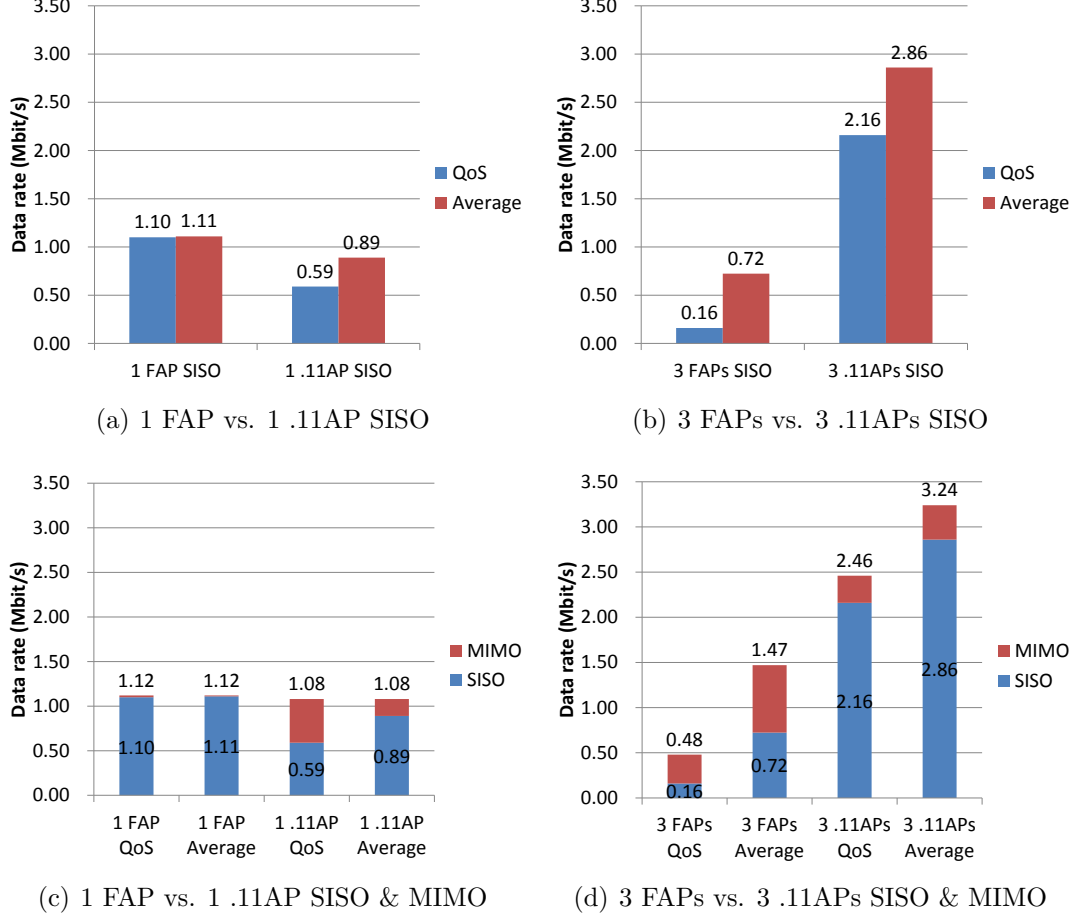 3.50
3.00
2.50
2.00
1.50
1.00
0.50
0.00
Data rate (Mbit/s)
1.10
1.11
0.59
0.89
1 FAP SISO
1 .11AP SISO
QoS
Average
(a) 1 FAP vs. 1 .11AP SISO
3.50
3.00
2.50
2.00
1.50
1.00
0.50
0.00
Data rate (Mbit/s)
0.16
0.72
2.16
2.86
3 FAPs SISO
3 .11APs SISO
QoS
Average
(b) 3 FAPs vs. 3 .11APs SISO
3.50
3.00
2.50
2.00
1.50
1.00
0.50
0.00
Data rate (Mbit/s)
1.12
1.12
1.08
1.08
1.10
1.11
0.59
0.89
1 FAP
QoS
1 FAP
Average
1 .11AP
QoS
1 .11AP
Average
MIMO
SISO
(c) 1 FAP vs. 1 .11AP SISO & MIMO
3.50
3.00
2.50
2.00
1.50
1.00
0.50
0.00
Data rate (Mbit/s)
0.48
1.47
2.46
3.24
0.16
0.72
2.16
2.86
3 FAPs
QoS
3 FAPs
Average
3 .11APs
QoS
3 .11APs
Average
MIMO
SISO
(d) 3 FAPs vs. 3 .11APs SISO & MIMO